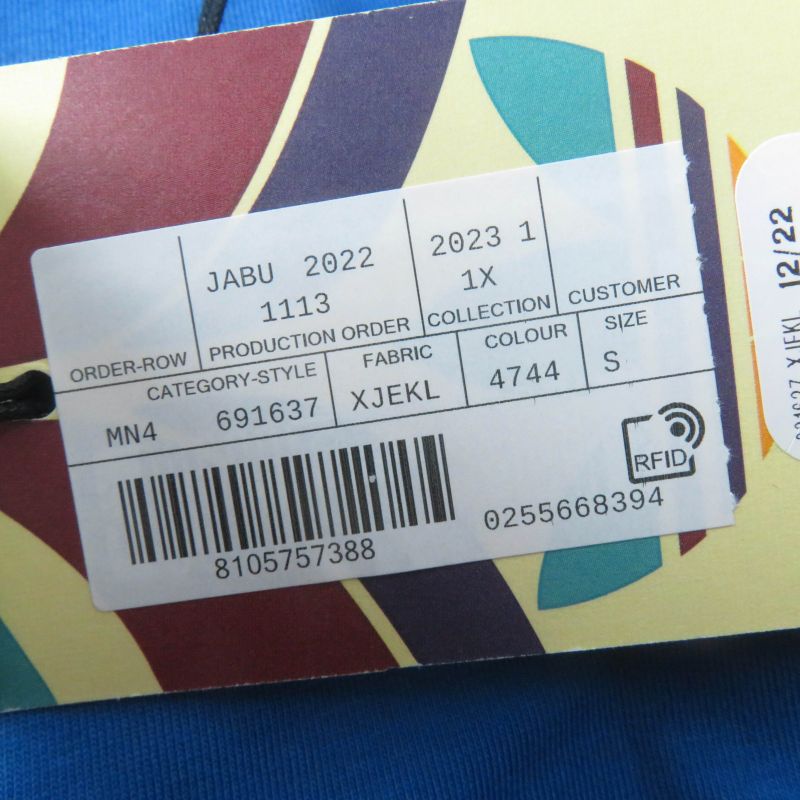 JABU 2022
1113
2023 1
1X
ORDER-ROW
PRODUCTION ORDER
COLLECTION
CUSTOMER
CATEGORY-STYLE
FABRIC
COLOUR
SIZE
MN4
691637
XJEKL
4744
S
RFID
8105757388
0255668394
12/22
XJEKL